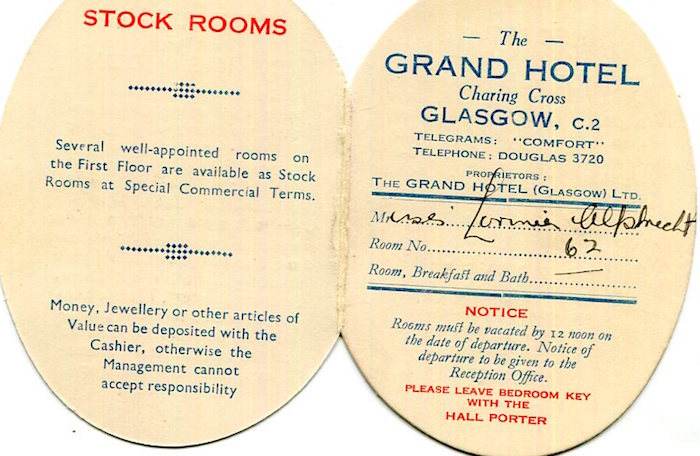 STOCK ROOMS
Several well-appointed rooms on
the First Floor are available as Stock
Rooms at Special Commercial Terms.
Money, Jewellery or other articles of
Value can be deposited with the
Cashier, otherwise the
Management cannot
accept responsibility
— The —
GRAND HOTEL
Charing Cross
GLASGOW, C.2
TELEGRAMS: "COMFORT"
TELEPHONE: DOUGLAS 3720
PROPRIETORS:
THE GRAND HOTEL (GLASGOW) LTD.
M
Room No. 62
Room, Breakfast and Bath
NOTICE
Rooms must be vacated by 12 noon on
the date of departure. Notice of
departure to be given to the
Reception Office.
PLEASE LEAVE BEDROOM KEY
WITH THE
HALL PORTER